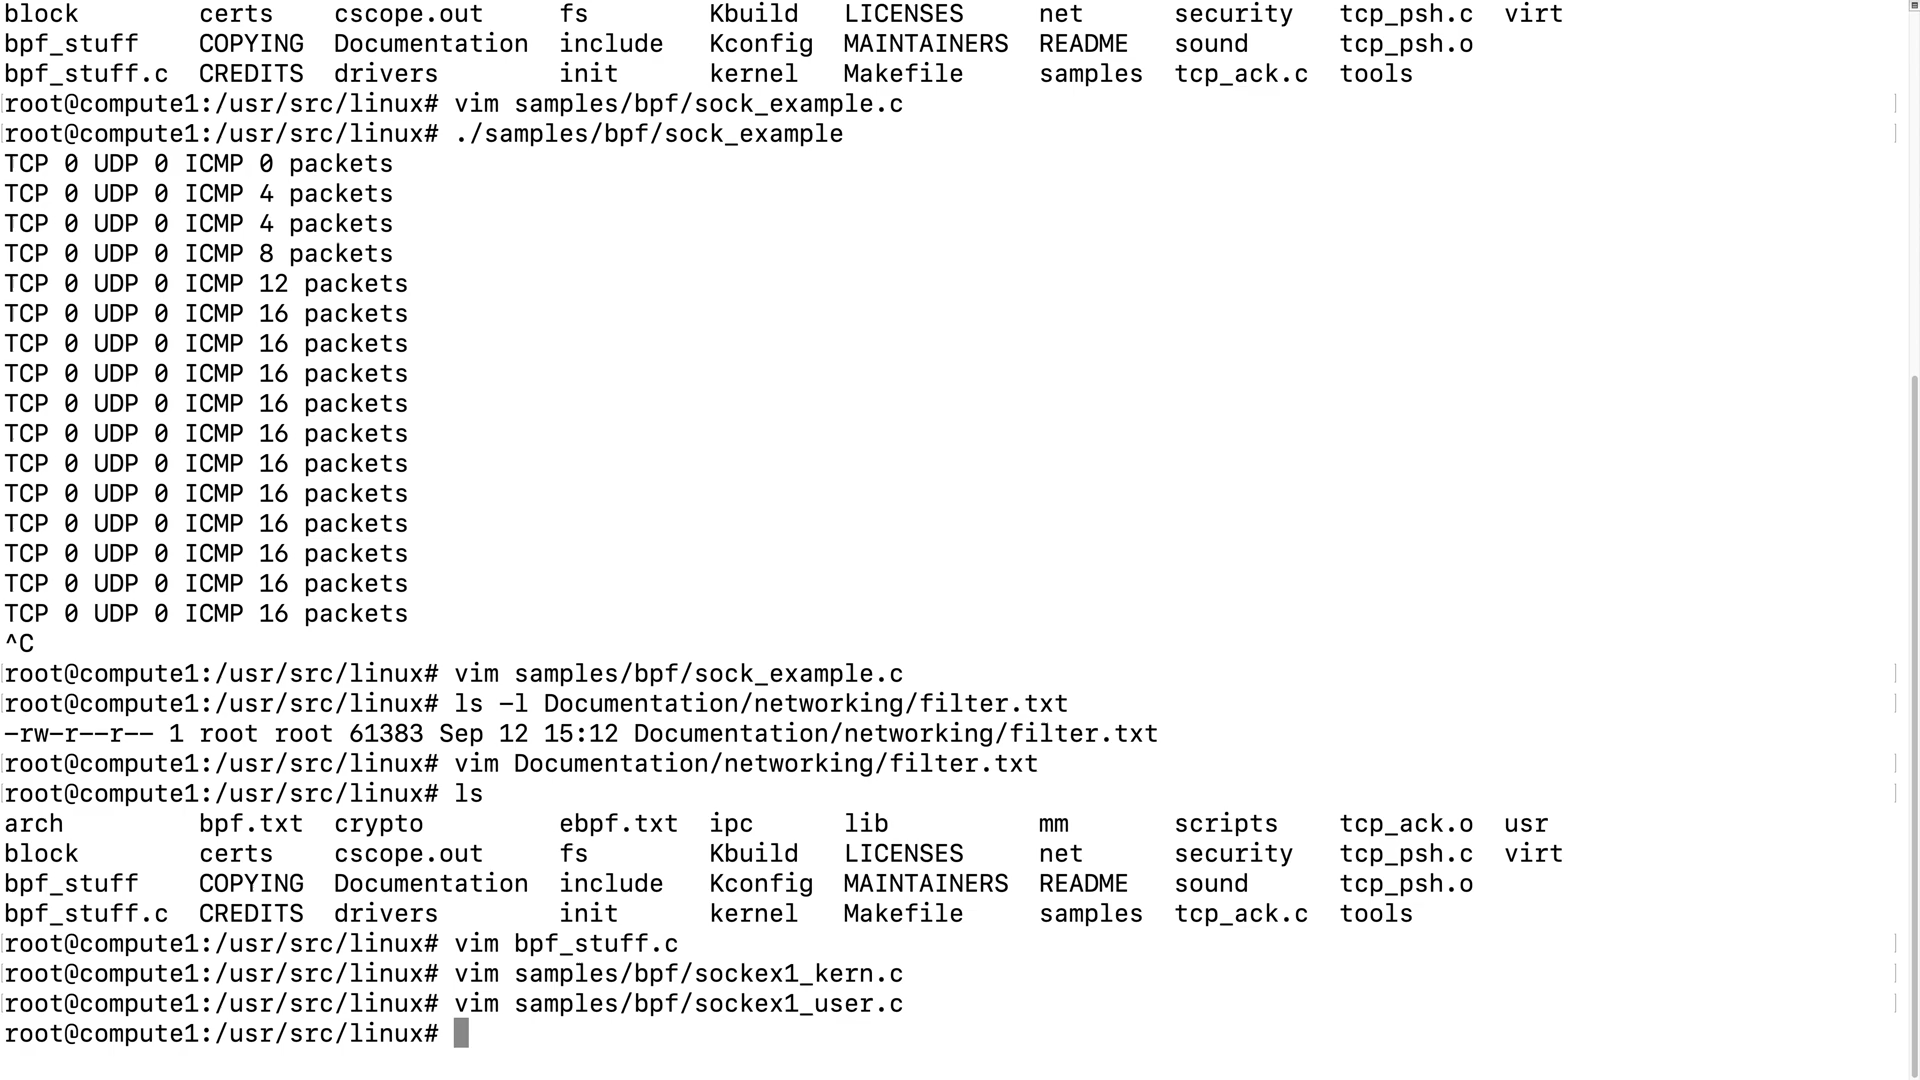 block        certs   cscope.out    fs       Kbuild   LICENSES     net      security   tcp_psh.c  virt
bpf_stuff    COPYING  Documentation  include  Kconfig  MAINTAINERS  README   sound      tcp_psh.o
bpf_stuff.c  CREDITS  drivers        init     kernel   Makefile     samples  tcp_ack.c  tools
root@compute1:/usr/src/linux# vim samples/bpf/sock_example.c
root@compute1:/usr/src/linux# ./samples/bpf/sock_example
TCP 0 UDP 0 ICMP 0 packets
TCP 0 UDP 0 ICMP 4 packets
TCP 0 UDP 0 ICMP 4 packets
TCP 0 UDP 0 ICMP 8 packets
TCP 0 UDP 0 ICMP 12 packets
TCP 0 UDP 0 ICMP 16 packets
TCP 0 UDP 0 ICMP 16 packets
TCP 0 UDP 0 ICMP 16 packets
TCP 0 UDP 0 ICMP 16 packets
TCP 0 UDP 0 ICMP 16 packets
TCP 0 UDP 0 ICMP 16 packets
TCP 0 UDP 0 ICMP 16 packets
TCP 0 UDP 0 ICMP 16 packets
TCP 0 UDP 0 ICMP 16 packets
TCP 0 UDP 0 ICMP 16 packets
TCP 0 UDP 0 ICMP 16 packets
^C
root@compute1:/usr/src/linux# vim samples/bpf/sock_example.c
root@compute1:/usr/src/linux# ls -l Documentation/networking/filter.txt
-rw-r--r-- 1 root root 61383 Sep 12 15:12 Documentation/networking/filter.txt
root@compute1:/usr/src/linux# vim Documentation/networking/filter.txt
root@compute1:/usr/src/linux# ls
arch         bpf.txt  crypto         ebpf.txt  ipc      lib          mm       scripts    tcp_ack.o  usr
block        certs    cscope.out     fs        Kbuild   LICENSES     net      security   tcp_psh.c  virt
bpf_stuff    COPYING  Documentation  include   Kconfig  MAINTAINERS  README   sound      tcp_psh.o
bpf_stuff.c  CREDITS  drivers        init      kernel   Makefile     samples  tcp_ack.c  tools
root@compute1:/usr/src/linux# vim bpf_stuff.c
root@compute1:/usr/src/linux# vim samples/bpf/sockex1_kern.c
root@compute1:/usr/src/linux# vim samples/bpf/sockex1_user.c
root@compute1:/usr/src/linux#